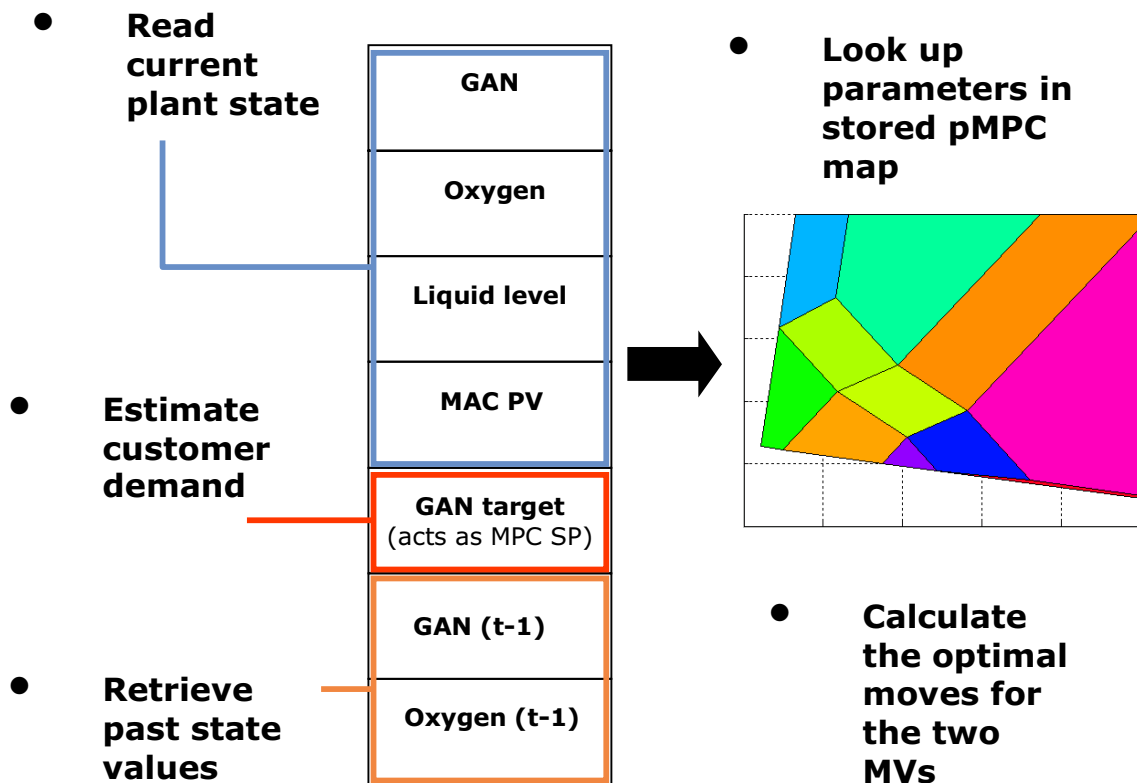 ● Read
current
plant state
● Estimate
customer
demand
● Retrieve
past state
values
GAN
Oxygen
Liquid level
MAC PV
GAN target
(acts as MPC SP)
GAN (t-1)
Oxygen (t-1)
● Look up
parameters in
stored pMPC
map
● Calculate
the optimal
moves for
the two
MVs